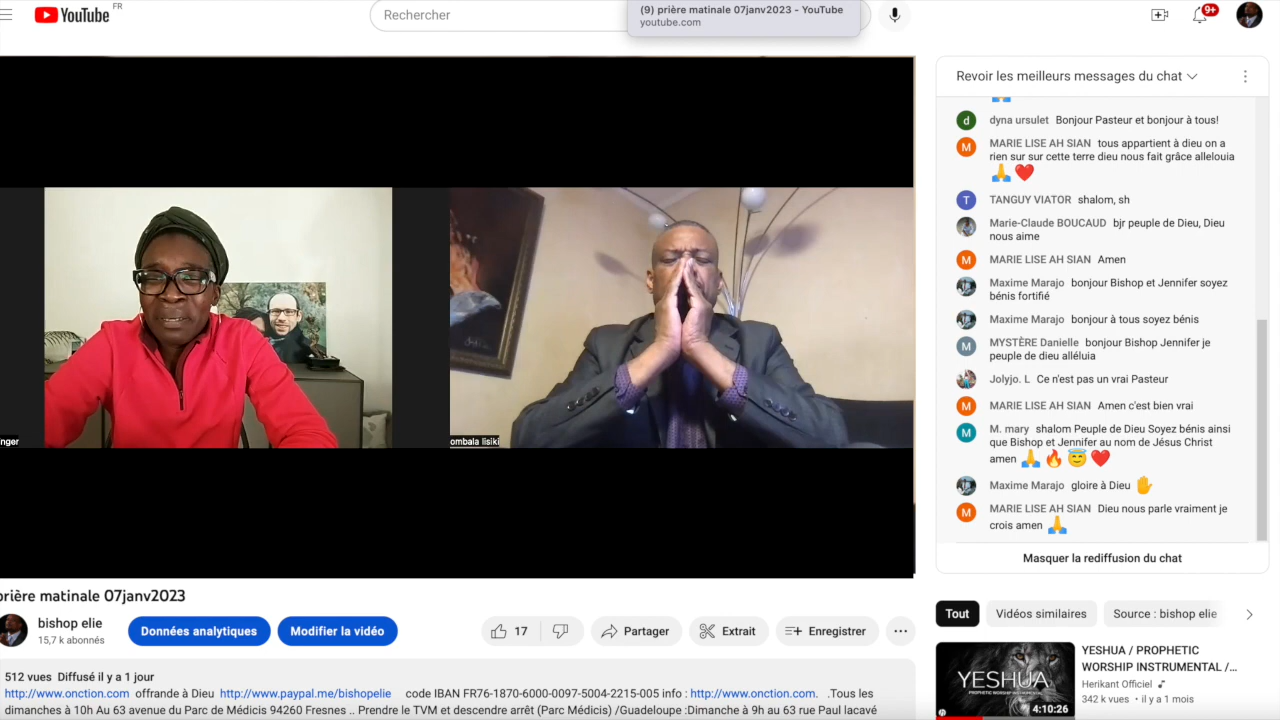 YouTube FR
Rechercher
(9) prière matinale 07janv2023 - YouTube
youtube.com
9+
Revoir les meilleurs messages du chat
dyna ursulet Bonjour Pasteur et bonjour à tous!
MARIE LISE AH SIAN tous appartient à dieu on a
rien sur sur cette terre dieu nous fait grâce allelouia
TANGUY VIATOR shalom, sh
Marie-Claude BOUCAUD bjr peuple de Dieu, Dieu
nous aime
MARIE LISE AH SIAN Amen
Maxime Marajo bonjour Bishop et Jennifer soyez
bénis fortifié
Maxime Marajo bonjour à tous soyez bénis
MYSTÈRE Danielle bonjour Bishop Jennifer je
peuple de dieu alléluia
Jolyjo. L Ce n'est pas un vrai Pasteur
MARIE LISE AH SIAN Amen c'est bien vrai
M. mary shalom Peuple de Dieu Soyez bénis ainsi
que Bishop et Jennifer au nom de Jésus Christ
amen 🙏 🔥 😇 ❤️
Maxime Marajo gloire à Dieu ✋
MARIE LISE AH SIAN Dieu nous parle vraiment je
crois amen 🙏
Masquer la rediffusion du chat
nger
ombala lisiki
prière matinale 07janv2023
bishop elie
15,7 k abonnés
Données analytiques
Modifier la vidéo
17
Partager
Extrait
Enregistrer
512 vues Diffusé il y a 1 jour
http://www.onction.com offrande à Dieu http://www.paypal.me/bishopelie code IBAN FR76-1870-6000-0097-5004-2215-005 info : http://www.onction.com. .Tous les
dimanches à 10h Au 63 avenue du Parc de Médicis 94260 Fresnes Prendre le TVM et descendre arrêt (Parc Médicis) /Guadeloupe :Dimanche à 9h au 63 rue Paul lacavé
Tout
Vidéos similaires
Source : bishop elie
YESHUA
PROPHETIC WORSHIP INSTRUMENTAL
4:10:26
YESHUA / PROPHETIC
WORSHIP INSTRUMENTAL /...
Herikant Officiel
342 k vues • il y a 1 mois